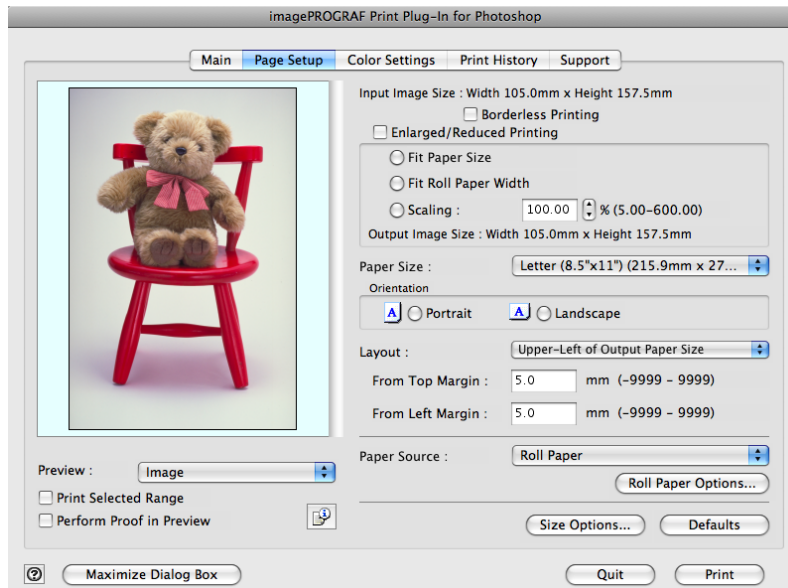 imagePROGRAF Print Plug-In for Photoshop
Main Page Setup Color Settings Print History Support
Input Image Size : Width 105.0mm x Height 157.5mm
Borderless Printing
Enlarged/Reduced Printing
Fit Paper Size
Fit Roll Paper Width
Scaling : 100.00 % (5.00-600.00)
Output Image Size : Width 105.0mm x Height 157.5mm
Paper Size : Letter (8.5"x11") (215.9mm x 27...
Orientation
A Portrait A Landscape
Layout : Upper-Left of Output Paper Size
From Top Margin : 5.0 mm (-9999 - 9999)
From Left Margin : 5.0 mm (-9999 - 9999)
Paper Source : Roll Paper
Roll Paper Options...
Preview : Image
Print Selected Range
Perform Proof in Preview
Size Options... Defaults
? Maximize Dialog Box Quit Print